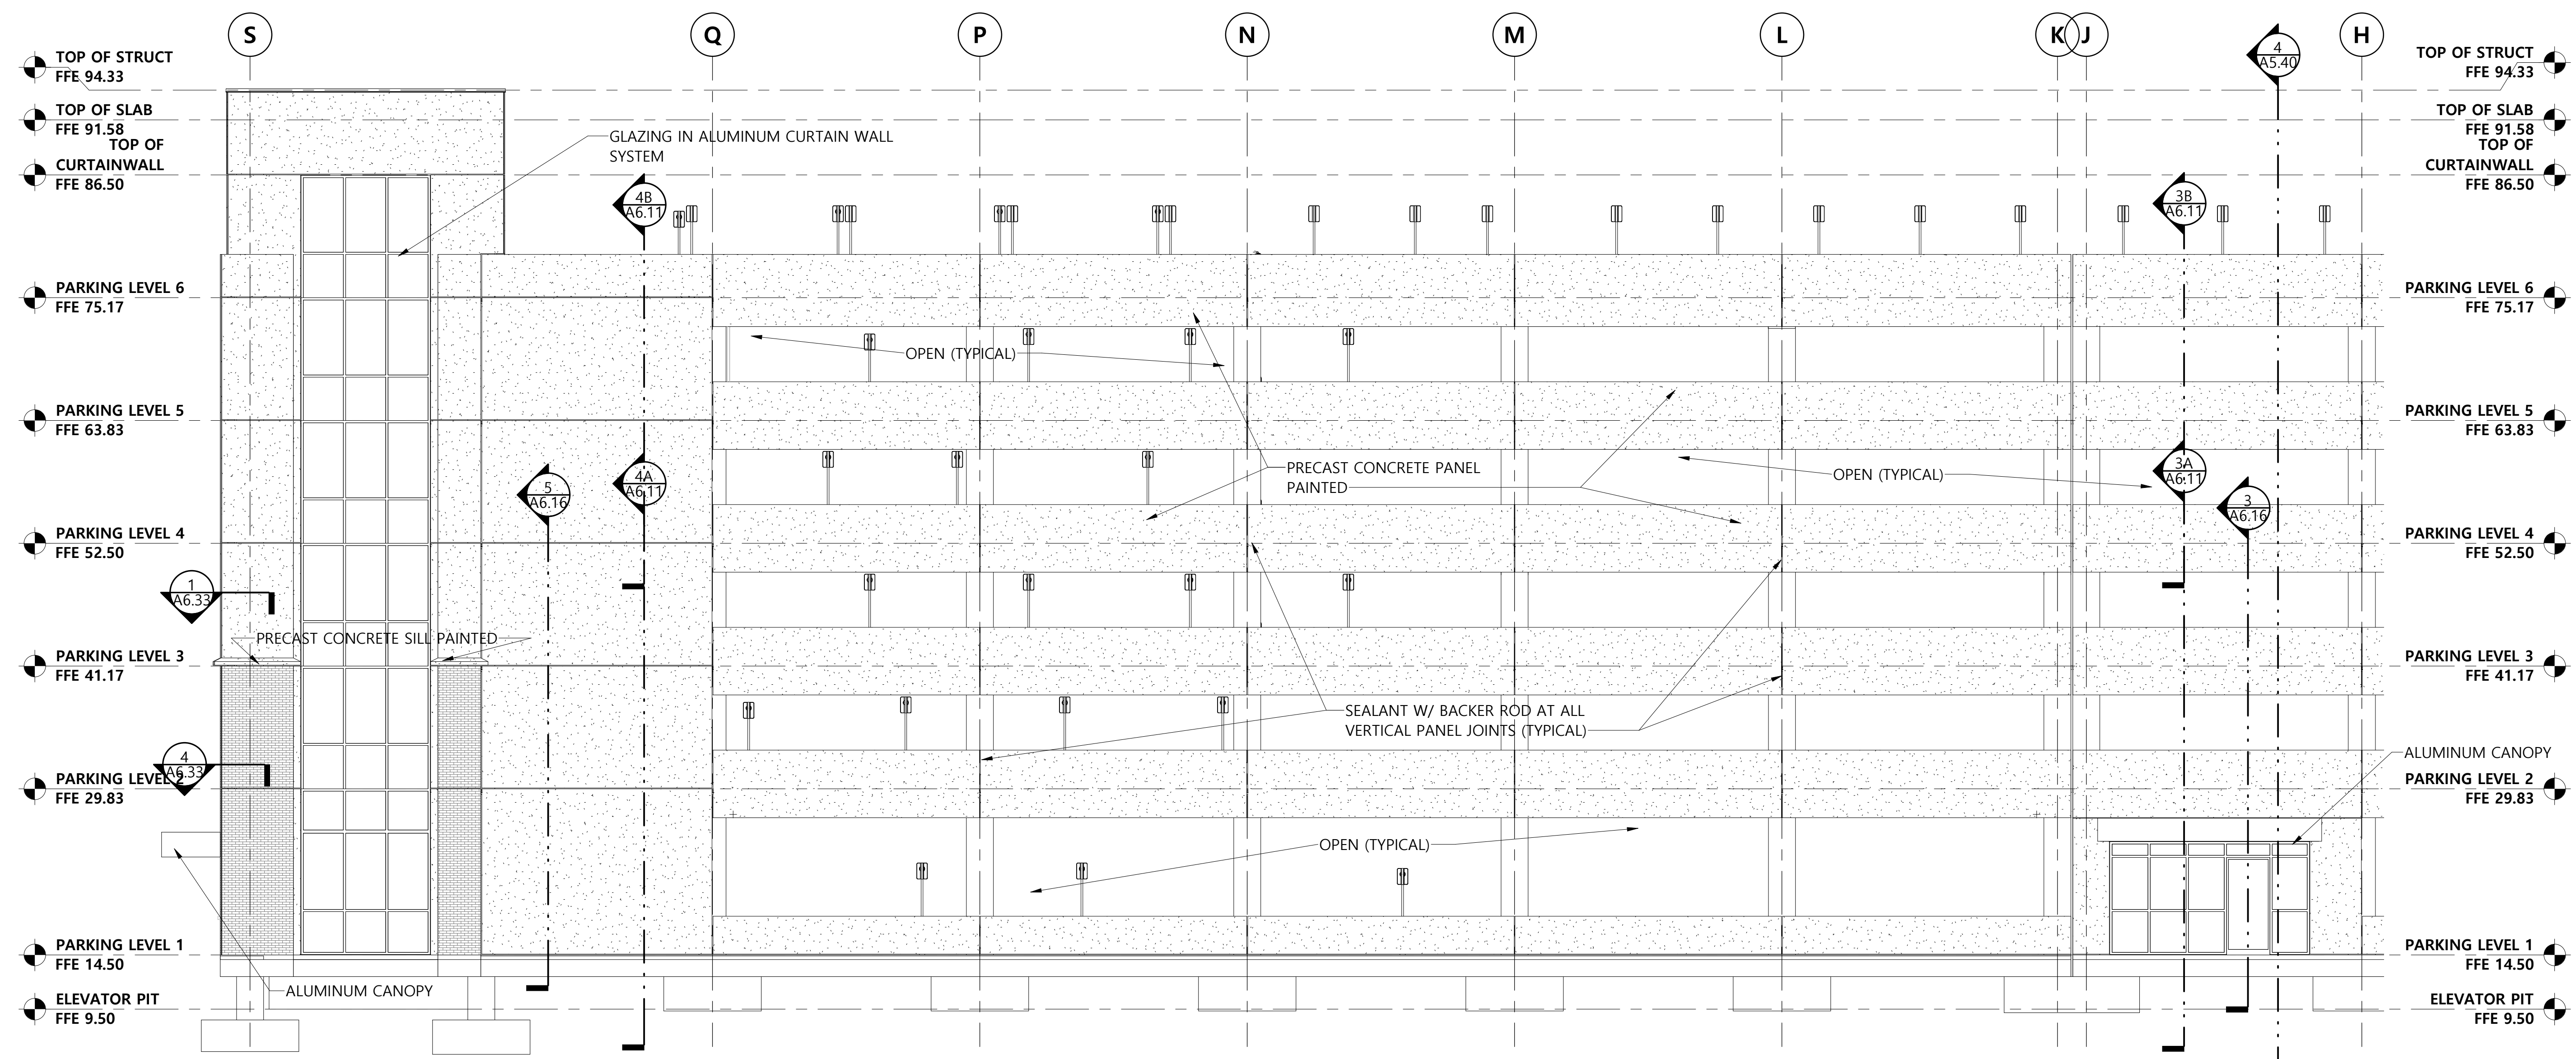 S
Q
P
N
M
L
K
J
H
4
A5.40
TOP OF STRUCT
FFE 94.33
TOP OF STRUCT
FFE 94.33
TOP OF SLAB
FFE 91.58
TOP OF SLAB
FFE 91.58
TOP OF
CURTAINWALL
FFE 86.50
TOP OF
CURTAINWALL
FFE 86.50
GLAZING IN ALUMINUM CURTAIN WALL
SYSTEM
4B
A6.11
3B
A6.11
PARKING LEVEL 6
FFE 75.17
PARKING LEVEL 6
FFE 75.17
OPEN (TYPICAL)
PARKING LEVEL 5
FFE 63.83
PARKING LEVEL 5
FFE 63.83
PRECAST CONCRETE PANEL
PAINTED
OPEN (TYPICAL)
5
A6.16
4A
A6.11
3A
A6.11
3
A6.16
PARKING LEVEL 4
FFE 52.50
PARKING LEVEL 4
FFE 52.50
1
A6.33
PRECAST CONCRETE SILL PAINTED
PARKING LEVEL 3
FFE 41.17
PARKING LEVEL 3
FFE 41.17
SEALANT W/ BACKER ROD AT ALL
VERTICAL PANEL JOINTS (TYPICAL)
ALUMINUM CANOPY
4
A6.33
PARKING LEVEL 2
FFE 29.83
PARKING LEVEL 2
FFE 29.83
OPEN (TYPICAL)
PARKING LEVEL 1
FFE 14.50
PARKING LEVEL 1
FFE 14.50
ALUMINUM CANOPY
ELEVATOR PIT
FFE 9.50
ELEVATOR PIT
FFE 9.50